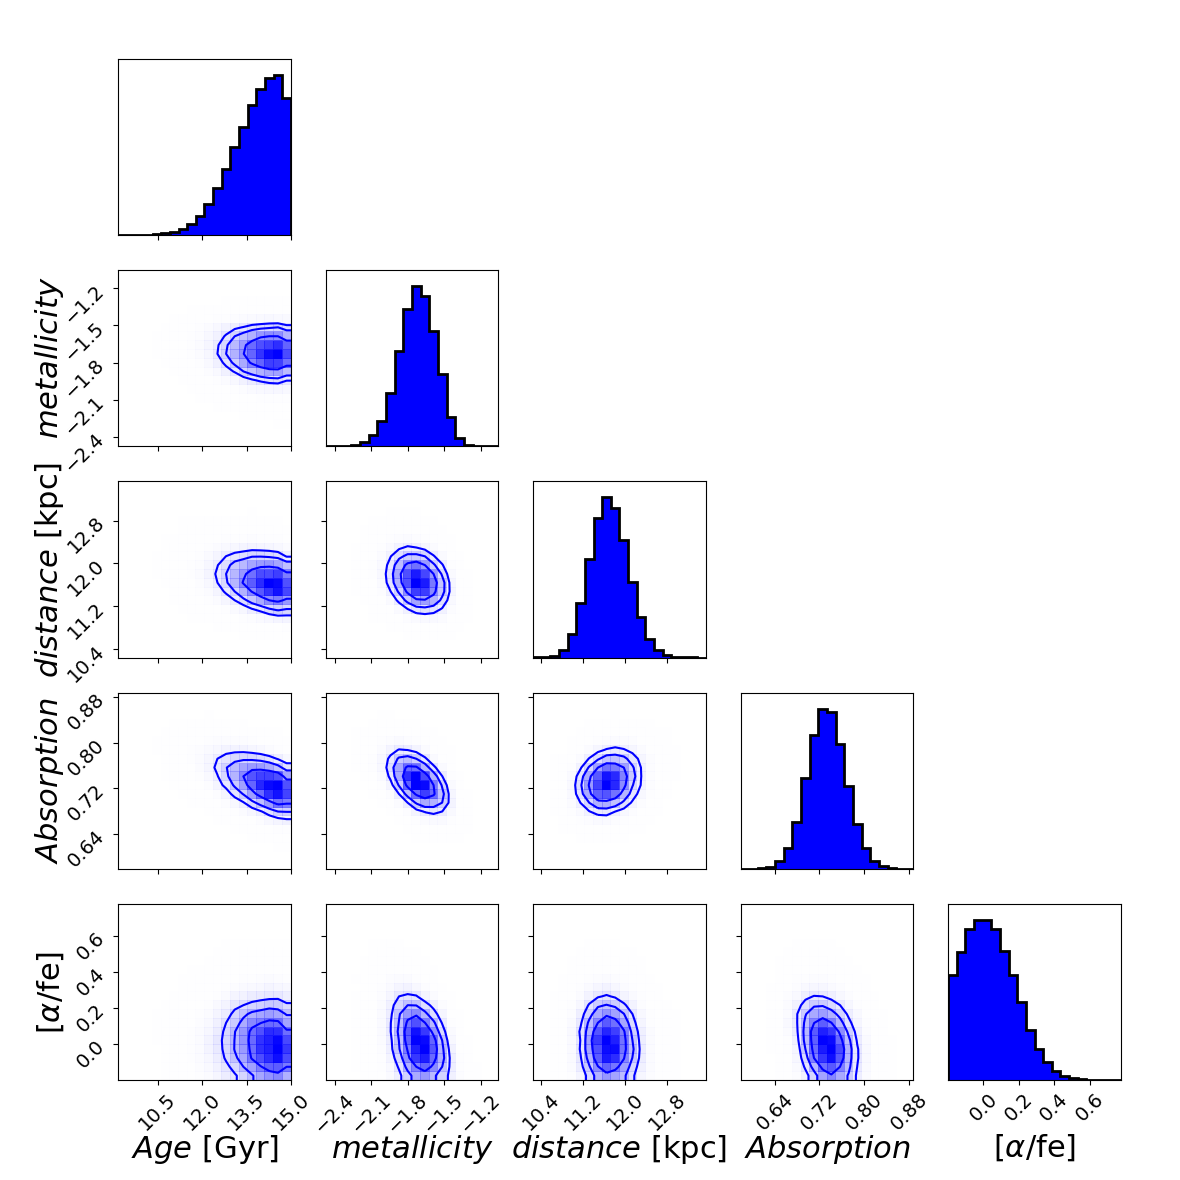 metallicity
−1.2
−1.5
−1.8
−2.1
−2.4
distance [kpc]
12.8
12.0
11.2
10.4
Absorption
0.88
0.80
0.72
0.64
[α/fe]
0.6
0.4
0.2
0.0
10.5 12.0 13.5 15.0
−2.4 −2.1 −1.8 −1.5 −1.2
10.4 11.2 12.0 12.8
0.64 0.72 0.80 0.88
0.0 0.2 0.4 0.6
Age [Gyr] metallicity distance [kpc] Absorption [α/fe]